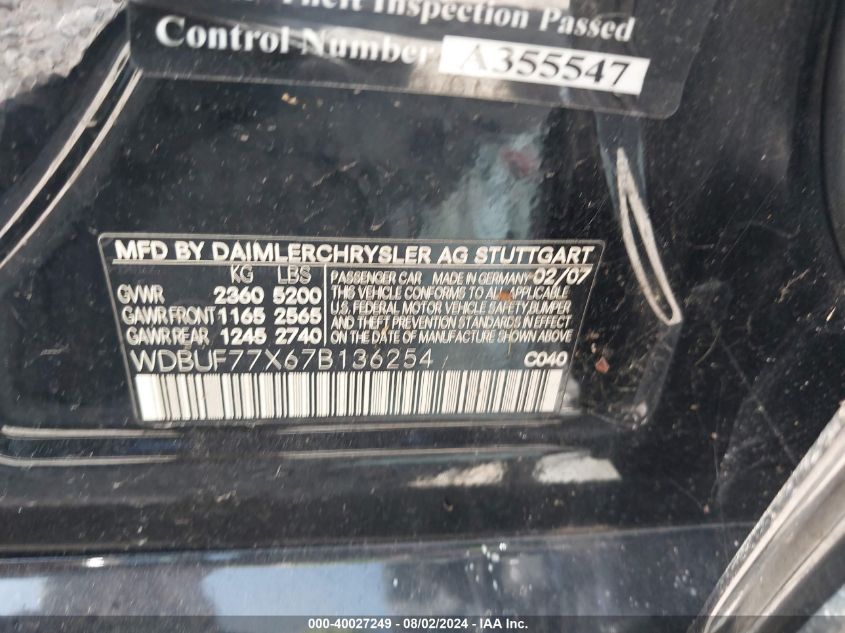 Theft Inspection Passed
Control Number A355547
MFD BY DAIMLERCHRYSLER AG STUTTGART
KG LBS
GVWR 2360 5200
GAWR FRONT 1165 2565
GAWR REAR 1245 2740
PASSENGER CAR MADE IN GERMANY 02/07
THIS VEHICLE CONFORMS TO ALL APPLICABLE
U.S. FEDERAL MOTOR VEHICLE SAFETY BUMPER
AND THEFT PREVENTION STANDARDS IN EFFECT
ON THE DATE OF MANUFACTURE SHOWN ABOVE
WDBUF77X67B136254
C040
000-40027249 - 08/02/2024 - IAA Inc.